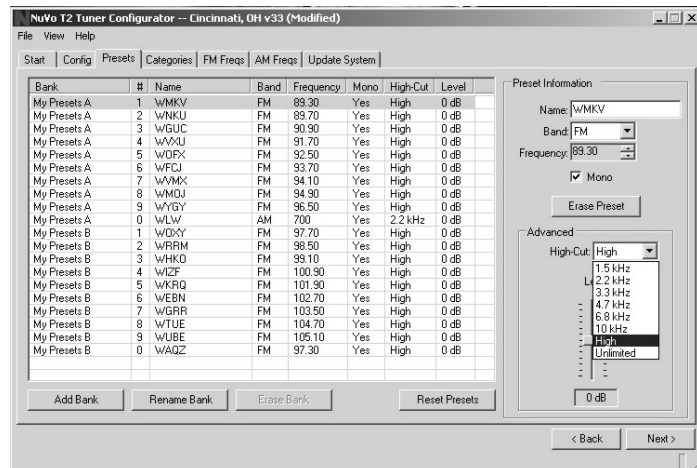 NuVo T2 Tuner Configurator -- Cincinnati, OH v33 (Modified)
File View Help
Start Config Presets Categories FM Freqs AM Freqs Update System
Bank # Name Band Frequency Mono High-Cut Level
My Presets A 1 WMKV FM 89.30 Yes High 0 dB
My Presets A 2 WNKU FM 89.70 Yes High 0 dB
My Presets A 3 WGUC FM 90.90 Yes High 0 dB
My Presets A 4 WVXU FM 91.70 Yes High 0 dB
My Presets A 5 WOFX FM 92.50 Yes High 0 dB
My Presets A 6 WFCJ FM 93.70 Yes High 0 dB
My Presets A 7 WVMX FM 94.10 Yes High 0 dB
My Presets A 8 WMOJ FM 94.90 Yes High 0 dB
My Presets A 9 WYGY FM 96.50 Yes High 0 dB
My Presets A 0 WLW AM 700 2.2 kHz 0 dB
My Presets B 1 WOXY FM 97.70 Yes High 0 dB
My Presets B 2 WRRM FM 98.50 Yes High 0 dB
My Presets B 3 WHKO FM 99.10 Yes High 0 dB
My Presets B 4 WIZF FM 100.90 Yes High 0 dB
My Presets B 5 WKRQ FM 101.90 Yes High 0 dB
My Presets B 6 WEBN FM 102.70 Yes High 0 dB
My Presets B 7 WGRR FM 103.50 Yes High 0 dB
My Presets B 8 WTUE FM 104.70 Yes High 0 dB
My Presets B 9 WUBE FM 105.10 Yes High 0 dB
My Presets B 0 WAQZ FM 97.30 Yes High 0 dB
Add Bank Rename Bank Erase Bank Reset Presets
Preset Information
Name: WMKV
Band: FM
Frequency: 89.30
Mono
Erase Preset
Advanced
High-Cut: High
1.5 kHz
2.2 kHz
3.3 kHz
4.7 kHz
6.8 kHz
10 kHz
High
Unlimited
0 dB
< Back Next >